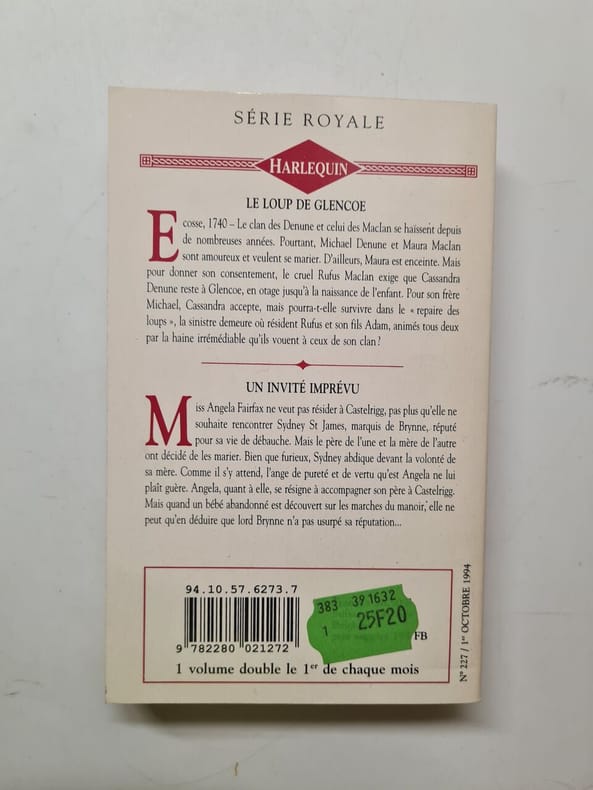 SÉRIE ROYALE
HARLEQUIN
LE LOUP DE GLENCOE
Ecosse, 1740 – Le clan des Denune et celui des MacIan se haïssent depuis
de nombreuses années. Pourtant, Michael Denune et Maura MacIan
sont amoureux et veulent se marier. D'ailleurs, Maura est enceinte. Mais
pour donner son consentement, le cruel Rufus MacIan exige que Cassandra
Denune reste à Glencoe, en otage jusqu'à la naissance de l'enfant. Pour son frère
Michael, Cassandra accepte, mais pourra-t-elle survivre dans le « repaire des
loups », la sinistre demeure où résident Rufus et son fils Adam, animés tous deux
par la haine irrémédiable qu'ils vouent à ceux de son clan !
UN INVITÉ IMPRÉVU
Miss Angela Fairfax ne veut pas résider à Castelrigg, pas plus qu'elle ne
souhaite rencontrer Sydney St James, marquis de Brynne, réputé
pour sa vie de débauche. Mais le père de l'une et la mère de l'autre
ont décidé de les marier. Bien que furieux, Sydney abdique devant la volonté de
sa mère. Comme il s'y attend, l'ange de pureté et de vertu qu'est Angela ne lui
plaît guère. Angela, quant à elle, se résigne à accompagner son père à Castelrigg.
Mais quand un bébé abandonné est découvert sur les marches du manoir, elle ne
peut qu'en déduire que lord Brynne n'a pas usurpé sa réputation...
94.10.57.6273.7
9 782280 021272
383 391632
1 25F20
FB
1 volume double le 1er de chaque mois
N° 227 / 1er OCTOBRE 1994